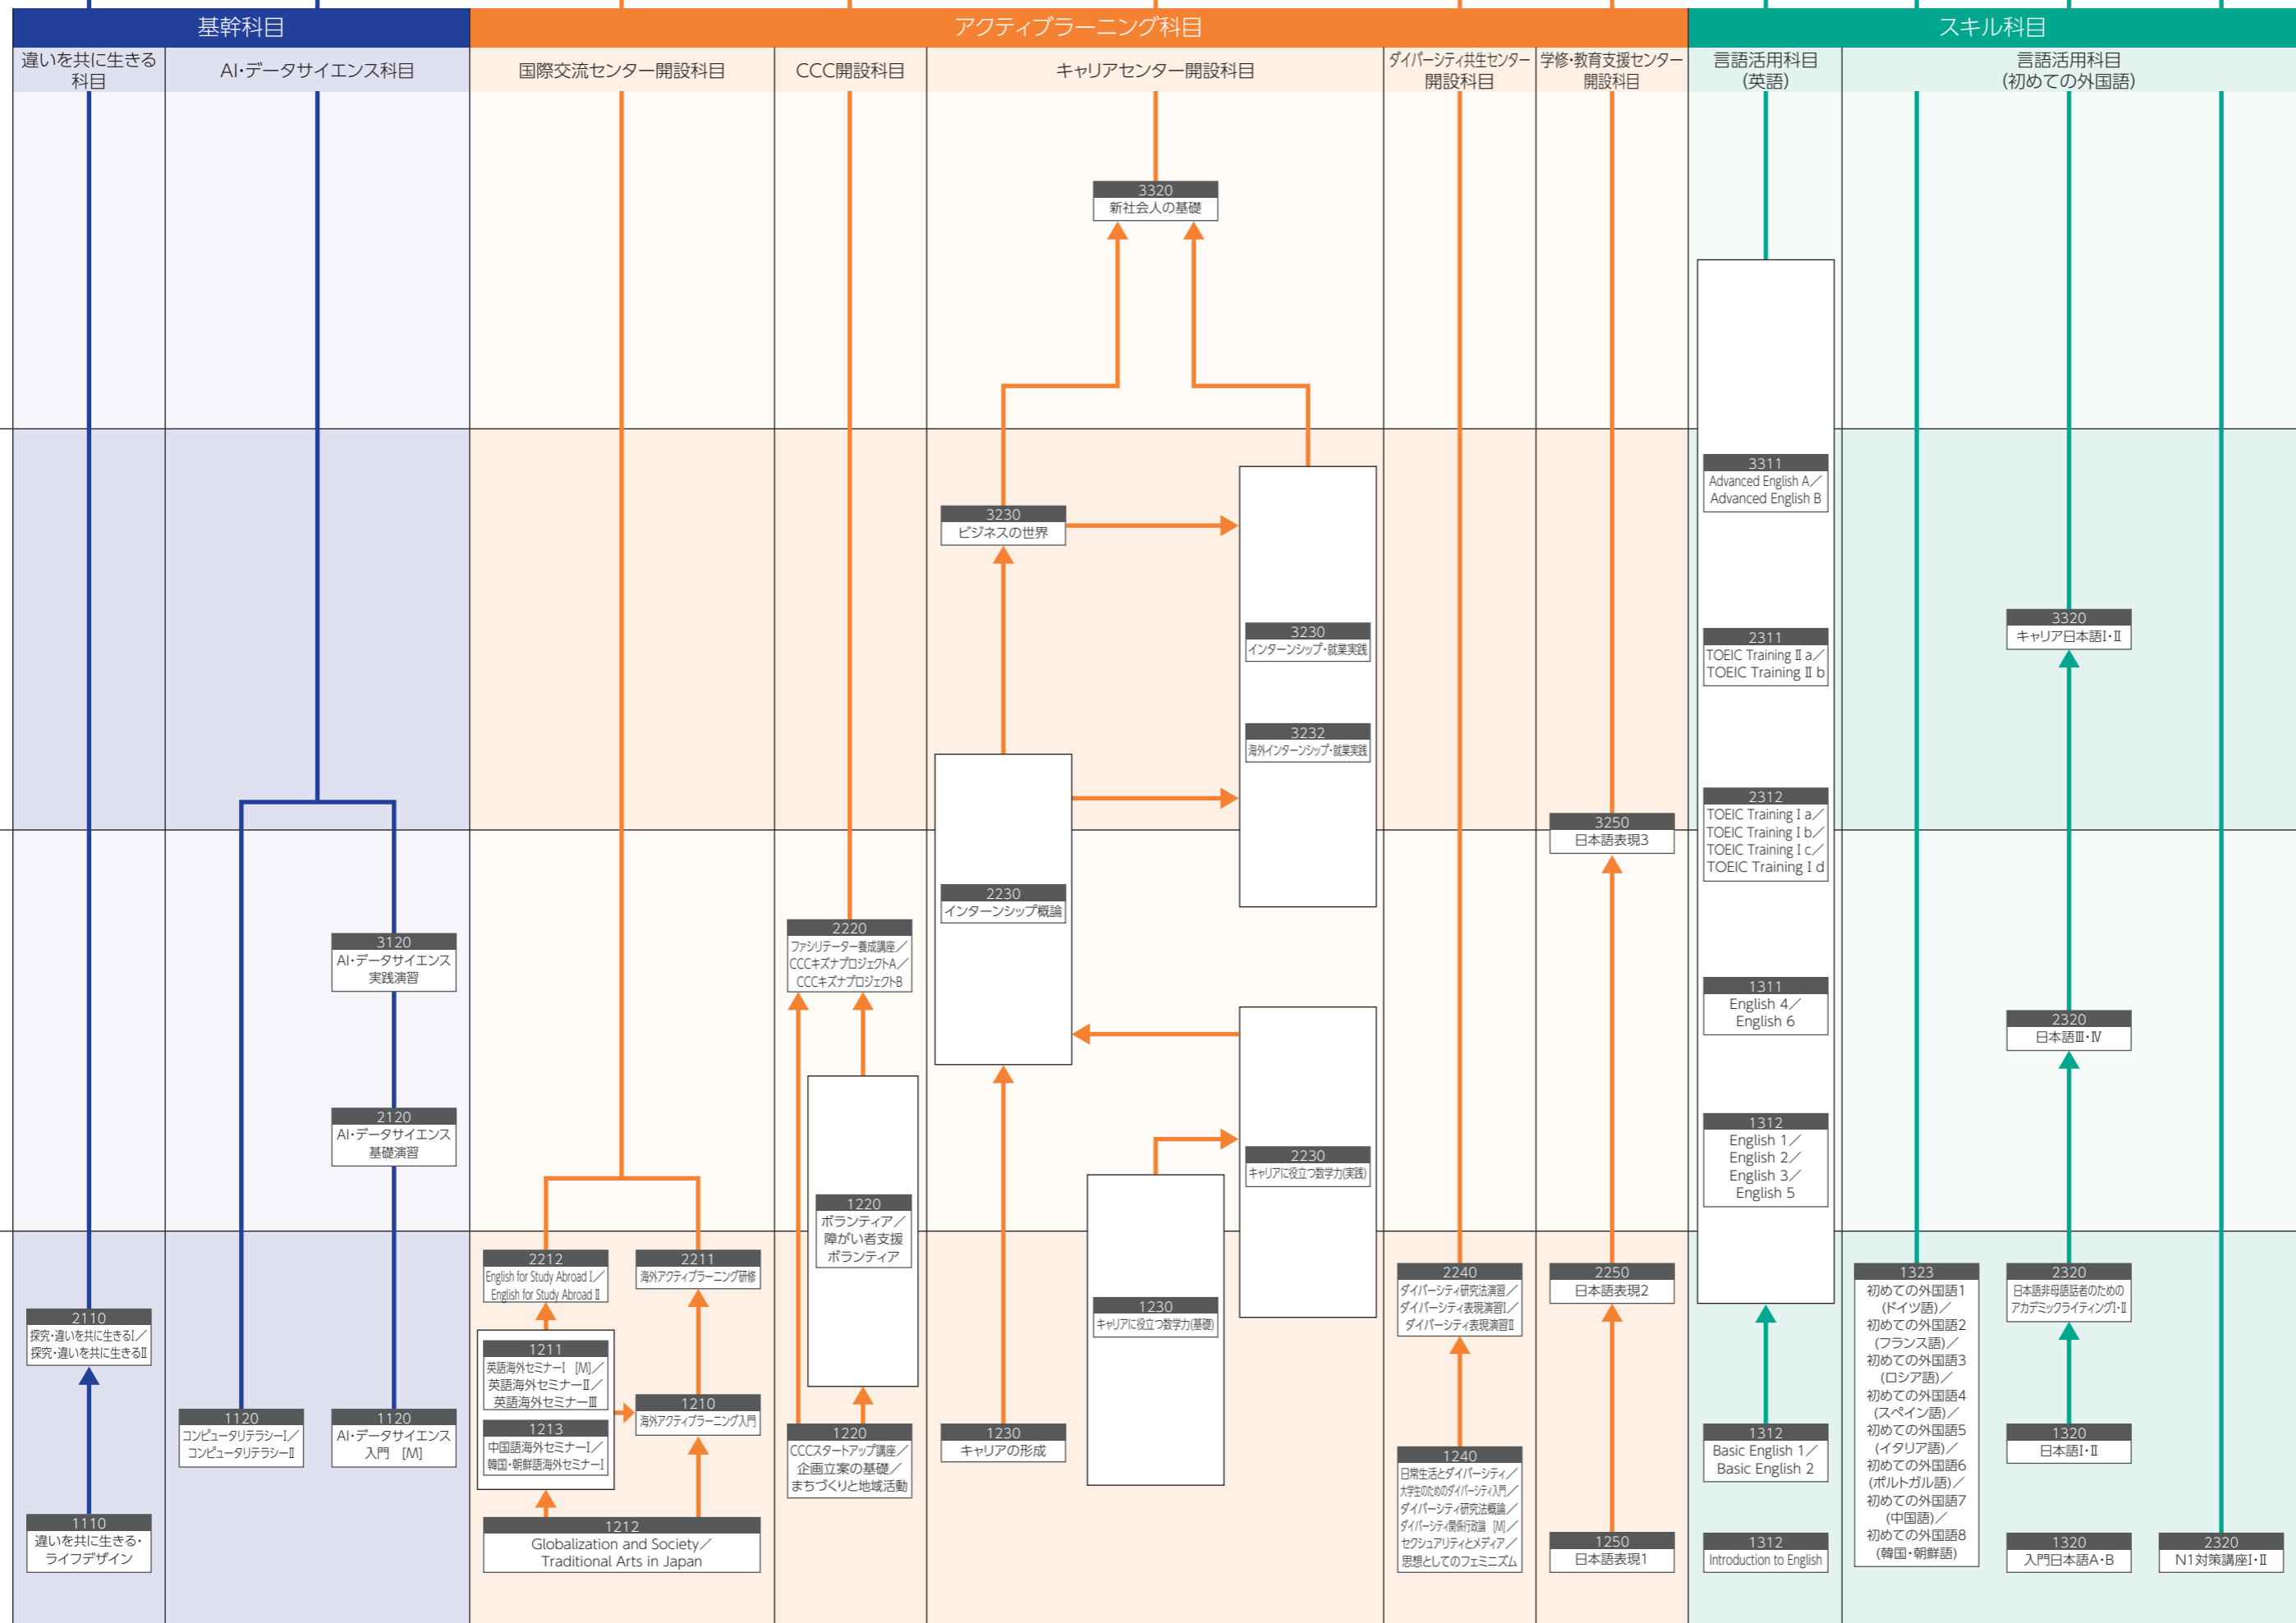 基幹科目
アクティブラーニング科目
スキル科目
違いを共に生きる
科目
AI・データサイエンス科目
国際交流センター開設科目
CCC開設科目
キャリアセンター開設科目
ダイバーシティ共生センター
開設科目
学修・教育支援センター
開設科目
言語活用科目
(英語)
言語活用科目
(初めての外国語)
2110
探究・違いを共に生きるⅠ／
探究・違いを共に生きるⅡ
1110
違いを共に生きる・
ライフデザイン
3120
AI・データサイエンス
実践演習
2120
AI・データサイエンス
基礎演習
1120
コンピュータリテラシーⅠ／
コンピュータリテラシーⅡ
1120
AI・データサイエンス
入門　[M]
2212
English for Study Abroad Ⅰ／
English for Study Abroad Ⅱ
2211
海外アクティブラーニング研修
1211
英語海外セミナーⅠ　[M]／
英語海外セミナーⅡ／
英語海外セミナーⅢ
1213
中国語海外セミナーⅠ／
韓国・朝鮮語海外セミナーⅠ
1210
海外アクティブラーニング入門
1212
Globalization and Society／
Traditional Arts in Japan
2220
ファシリテーター養成講座／
CCCキズナプロジェクトA／
CCCキズナプロジェクトB
1220
ボランティア／
障がい者支援
ボランティア
1220
CCCスタートアップ講座／
企画立案の基礎／
まちづくりと地域活動
3320
新社会人の基礎
3230
ビジネスの世界
3230
インターンシップ・就業実践
3232
海外インターンシップ・就業実践
2230
インターンシップ概論
2230
キャリアに役立つ数学力(実践)
1230
キャリアに役立つ数学力(基礎)
1230
キャリアの形成
2240
ダイバーシティ研究法演習／
ダイバーシティ表現演習Ⅰ／
ダイバーシティ表現演習Ⅱ
1240
日常生活とダイバーシティ／
大学生のためのダイバーシティ入門／
ダイバーシティ研究法概論／
ダイバーシティ関係行政論　[M]／
セクシュアリティとメディア／
思想としてのフェミニズム
3250
日本語表現3
2250
日本語表現2
1250
日本語表現1
3311
Advanced English A／
Advanced English B
2311
TOEIC Training Ⅱ a／
TOEIC Training Ⅱ b
2312
TOEIC Training Ⅰ a／
TOEIC Training Ⅰ b／
TOEIC Training Ⅰ c／
TOEIC Training Ⅰ d
1311
English 4／
English 6
1312
English 1／
English 2／
English 3／
English 5
1312
Basic English 1／
Basic English 2
1312
Introduction to English
1323
初めての外国語1
(ドイツ語)／
初めての外国語2
(フランス語)／
初めての外国語3
(ロシア語)／
初めての外国語4
(スペイン語)／
初めての外国語5
(イタリア語)／
初めての外国語6
(ポルトガル語)／
初めての外国語7
(中国語)／
初めての外国語8
(韓国・朝鮮語)
3320
キャリア日本語Ⅰ・Ⅱ
2320
日本語Ⅲ・Ⅳ
2320
日本語非母語話者のための
アカデミックライティングⅠ・Ⅱ
1320
日本語Ⅰ・Ⅱ
1320
入門日本語A・B
2320
N1対策講座Ⅰ・Ⅱ